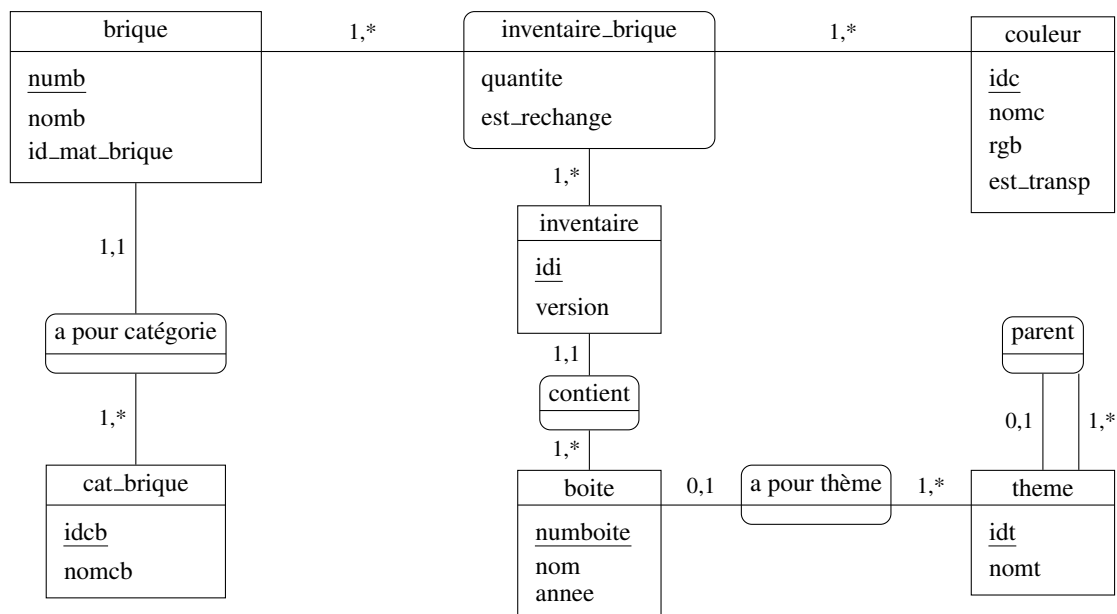 brique
1,*
inventaire_brique
1,*
couleur
numb
nomb
id_mat_brique
quantite
est_rechange
idc
nomc
rgb
est_transp
1,*
1,1
inventaire
idi
version
a pour catégorie
parent
1,1
contient
1,*
0,1
1,*
1,*
cat_brique
idcb
nomcb
boite
0,1
a pour thème
1,*
theme
numboite
nom
annee
idt
nomt